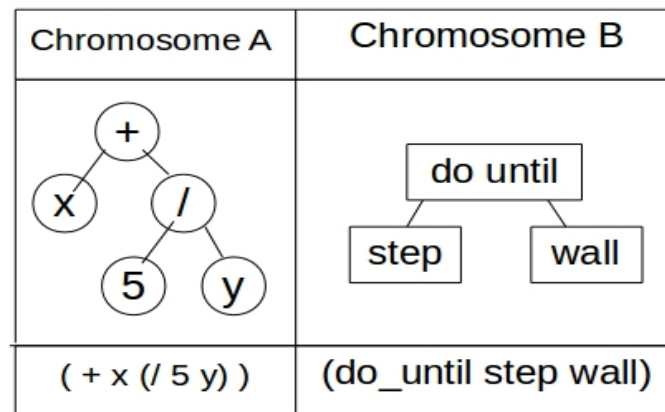 Chromosome A
Chromosome B
+
x
/
5
y
do until
step
wall
( + x (/ 5 y) )
(do_until step wall)